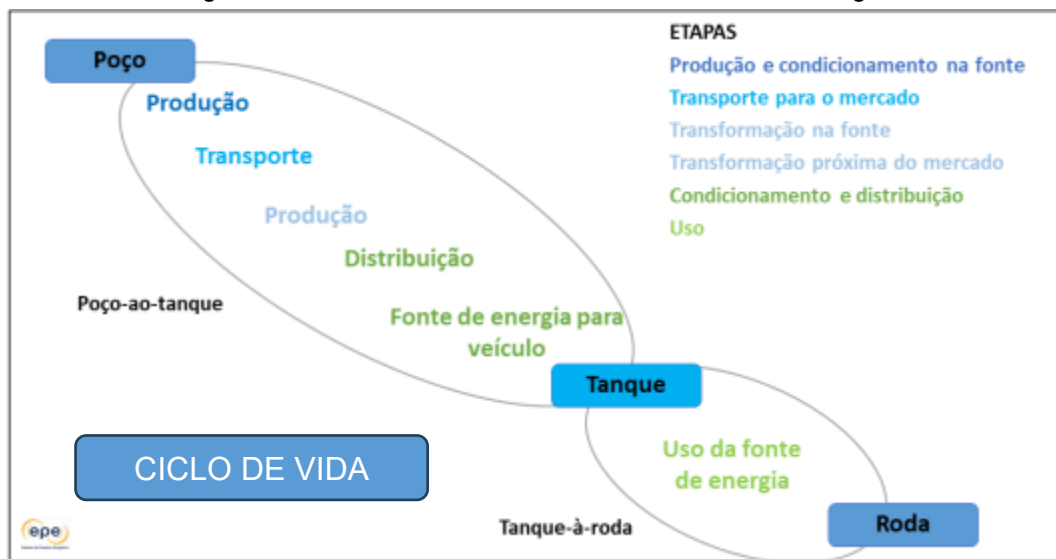 Poço
Produção
Transporte
Produção
Distribuição
Fonte de energia para
veículo
Poço-ao-tanque
Tanque
CICLO DE VIDA
Uso da fonte
de energia
Tanque-à-roda
Roda
ETAPAS
Produção e condicionamento na fonte
Transporte para o mercado
Transformação na fonte
Transformação próxima do mercado
Condicionamento e distribuição
Uso
epe